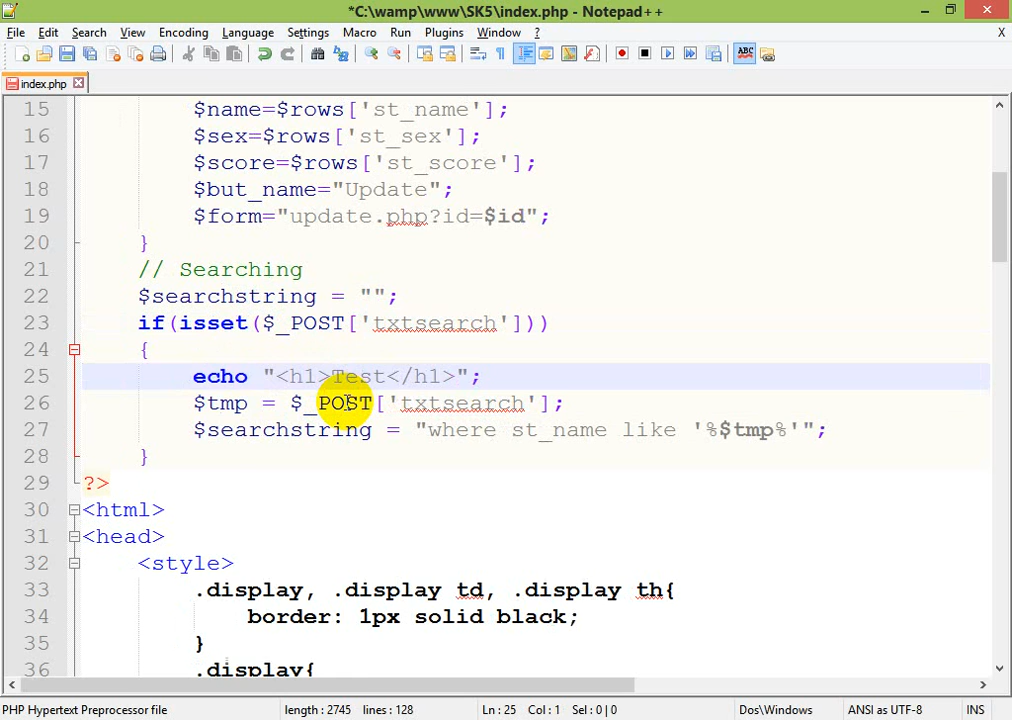 *C:\wamp\www\SK5\index.php - Notepad++
File Edit Search View Encoding Language Settings Macro Run Plugins Window ? X
index.php
15 $name=$rows['st_name'];
16 $sex=$rows['st_sex'];
17 $score=$rows['st_score'];
18 $but_name="Update";
19 $form="update.php?id=$id";
20 }
21 // Searching
22 $searchstring = "";
23 if(isset($_POST['txtsearch']))
24 {
25 echo "<h1>Test</h1>";
26 $tmp = $_POST['txtsearch'];
27 $searchstring = "where st_name like '%$tmp%'";
28 }
29 ?>
30 <html>
31 <head>
32 <style>
33 .display, .display td, .display th{
34 border: 1px solid black;
35 }
36 .display{
PHP Hypertext Preprocessor file length : 2745 lines : 128 Ln : 25 Col : 1 Sel : 0 | 0 Dos\Windows ANSI as UTF-8 INS